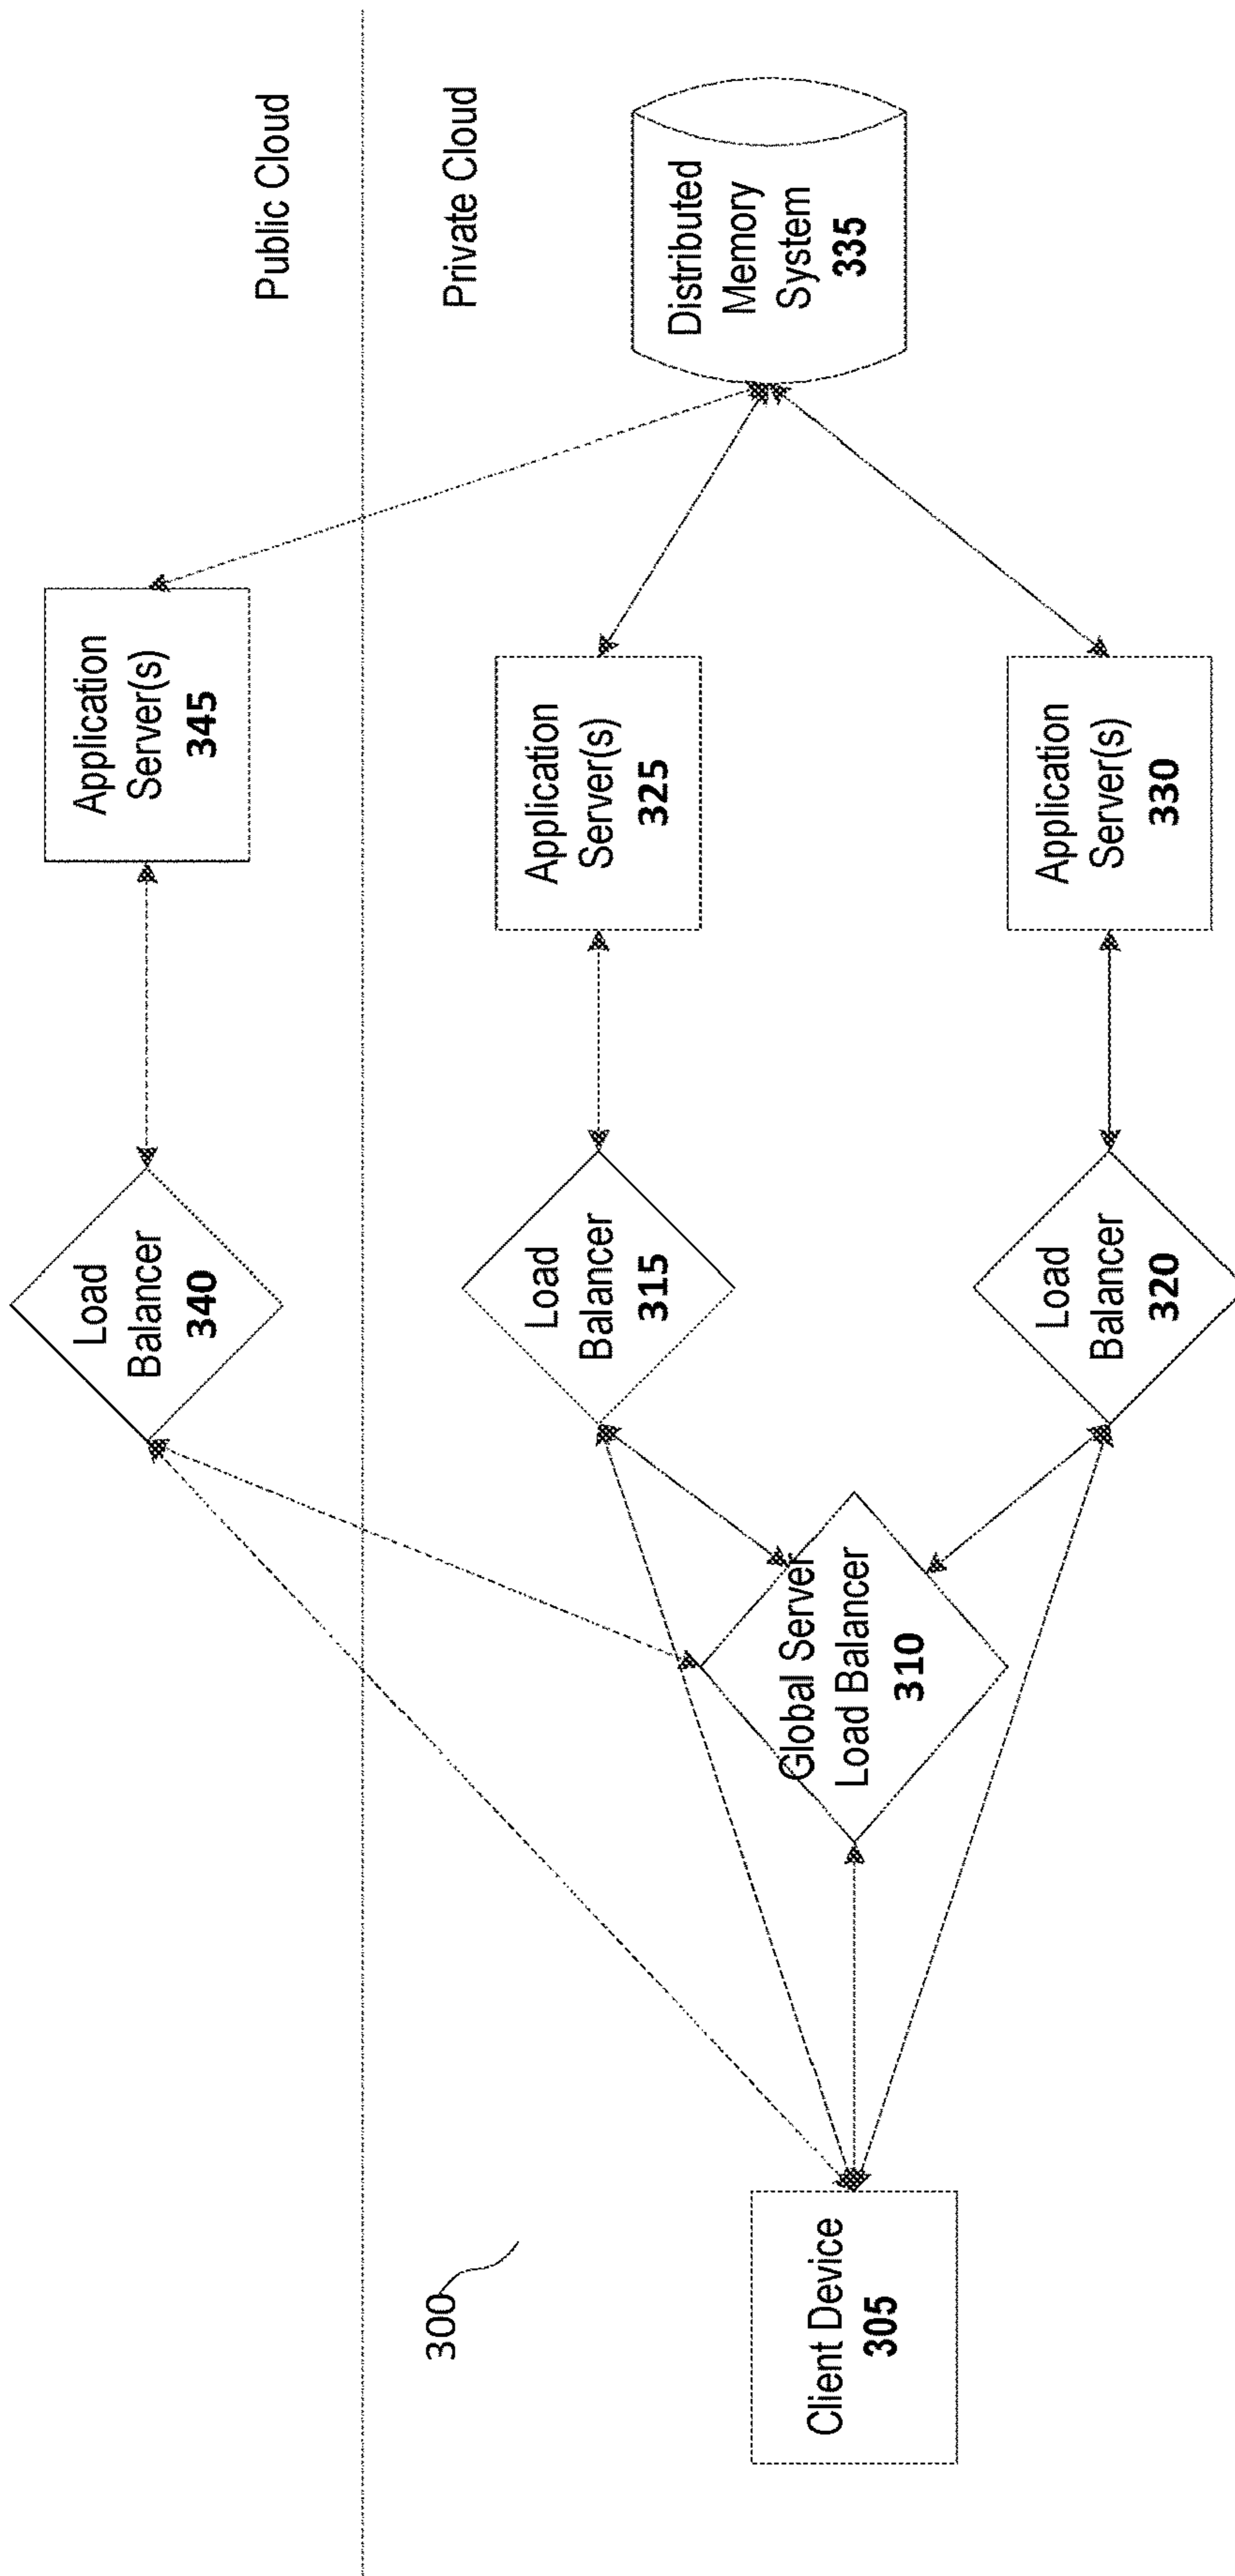 Public Cloud
Private Cloud
Load
Balancer
340
Application
Server(s)
345
300
Client Device
305
Global Server
Load Balancer
310
Load
Balancer
315
Application
Server(s)
325
Load
Balancer
320
Application
Server(s)
330
Distributed
Memory
System
335